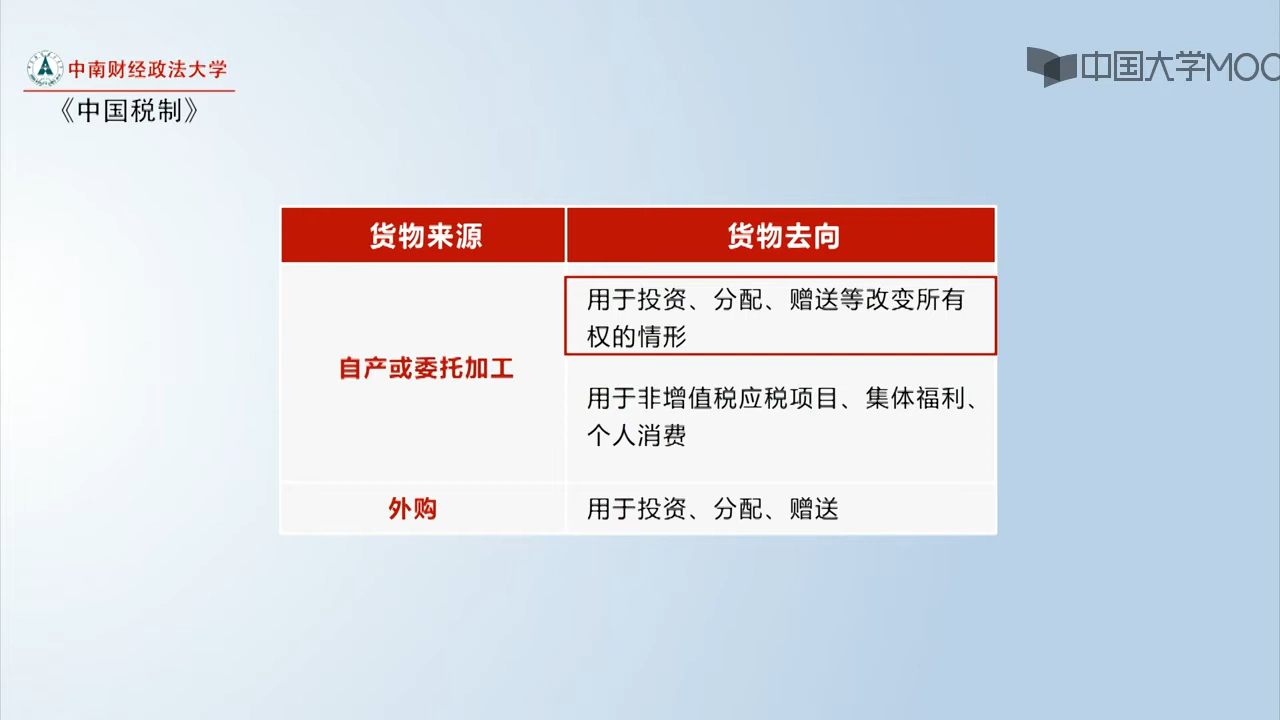 中南财经政法大学
《中国税制》
中国大学MOO
货物来源
货物去向
用于投资、分配、赠送等改变所有
权的情形
自产或委托加工
用于非增值税应税项目、集体福利、
个人消费
外购
用于投资、分配、赠送